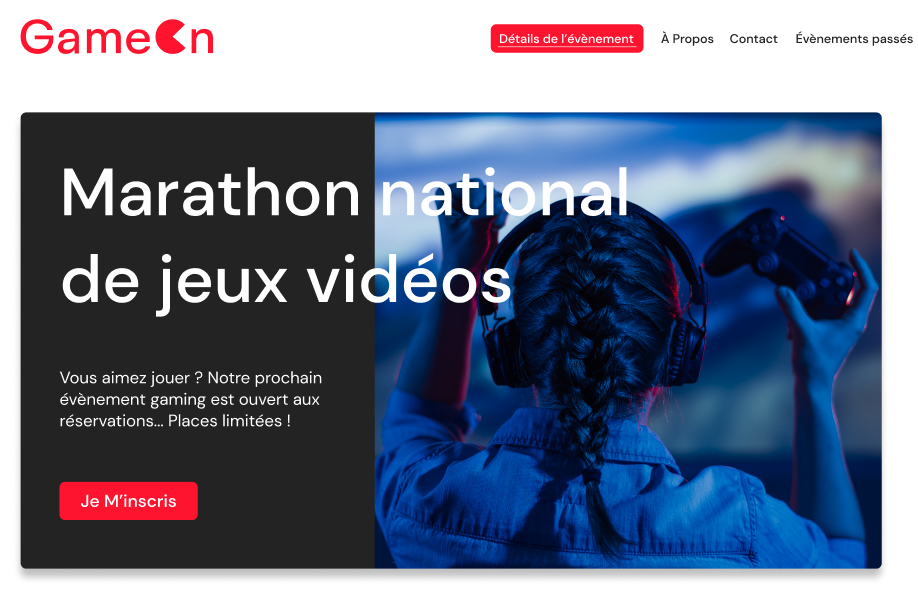 GameOn
Détails de l’évènement
À Propos
Contact
Évènements passés
Marathon national
de jeux vidéos
Vous aimez jouer ? Notre prochain
évènement gaming est ouvert aux
réservations... Places limitées !
Je M’inscris